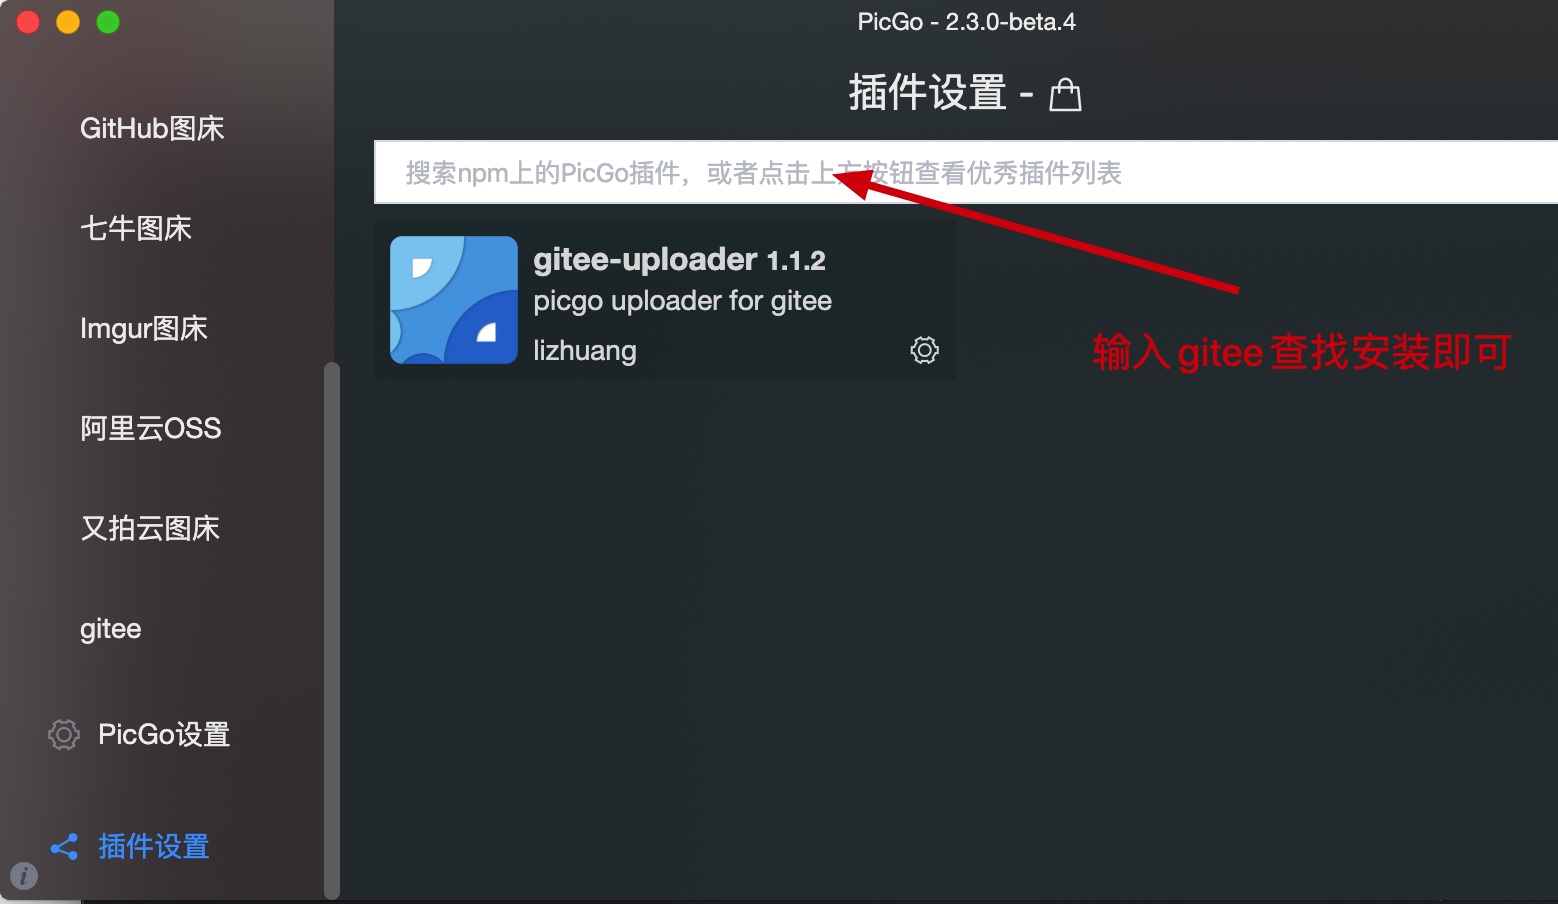 PicGo - 2.3.0-beta.4
插件设置 -
GitHub图床
七牛图床
Imgur图床
阿里云OSS
又拍云图床
gitee
PicGo设置
插件设置
搜索npm上的PicGo插件，或者点击上方按钮查看优秀插件列表
gitee-uploader 1.1.2
picgo uploader for gitee
lizhuang
输入gitee查找安装即可